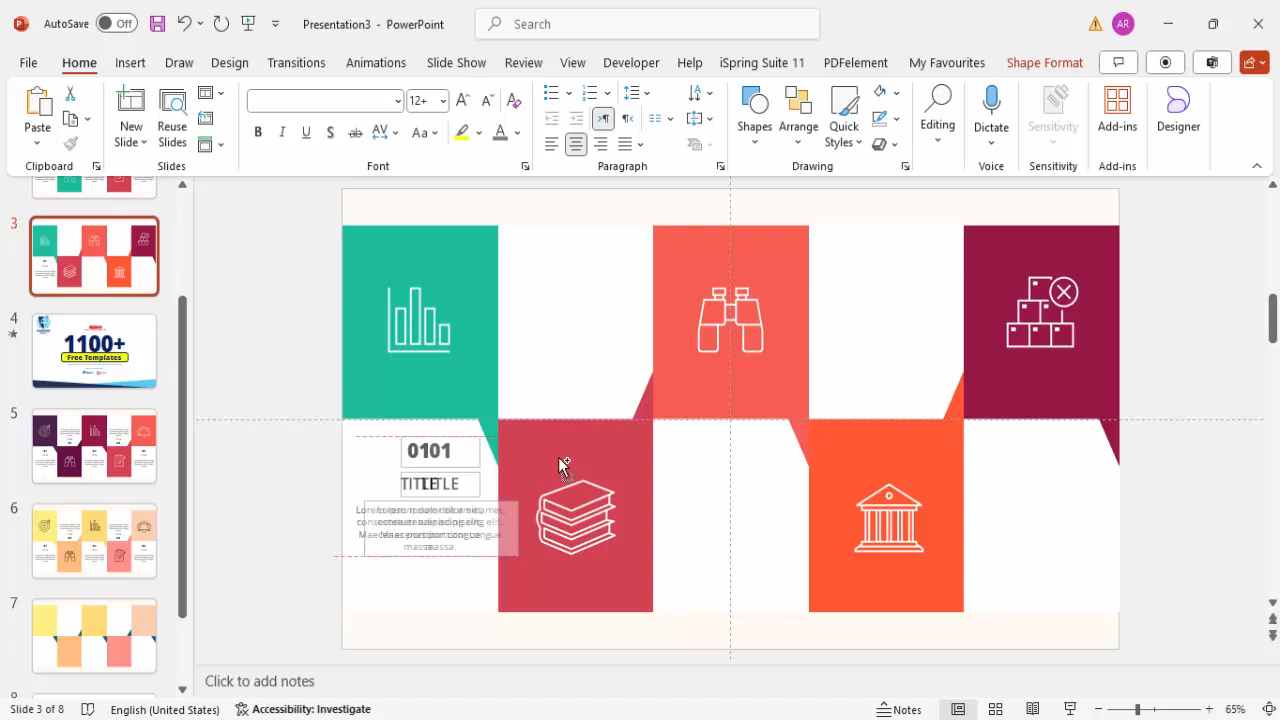 AutoSave
Off
Presentation3 - PowerPoint
Search
AR
File
Home
Insert
Draw
Design
Transitions
Animations
Slide Show
Review
View
Developer
Help
iSpring Suite 11
PDFelement
My Favourites
Shape Format
Paste
New
Slide
Reuse
Slides
12+
Aa
Shapes
Arrange
Quick
Styles
Editing
Dictate
Sensitivity
Add-ins
Designer
Clipboard
Slides
Font
Paragraph
Drawing
Voice
Sensitivity
Add-ins
3
4
1100+
Free Templates
5
6
7
8
0101
TITLE
Click to add notes
Slide 3 of 8
English (United States)
Accessibility: Investigate
Notes
65%